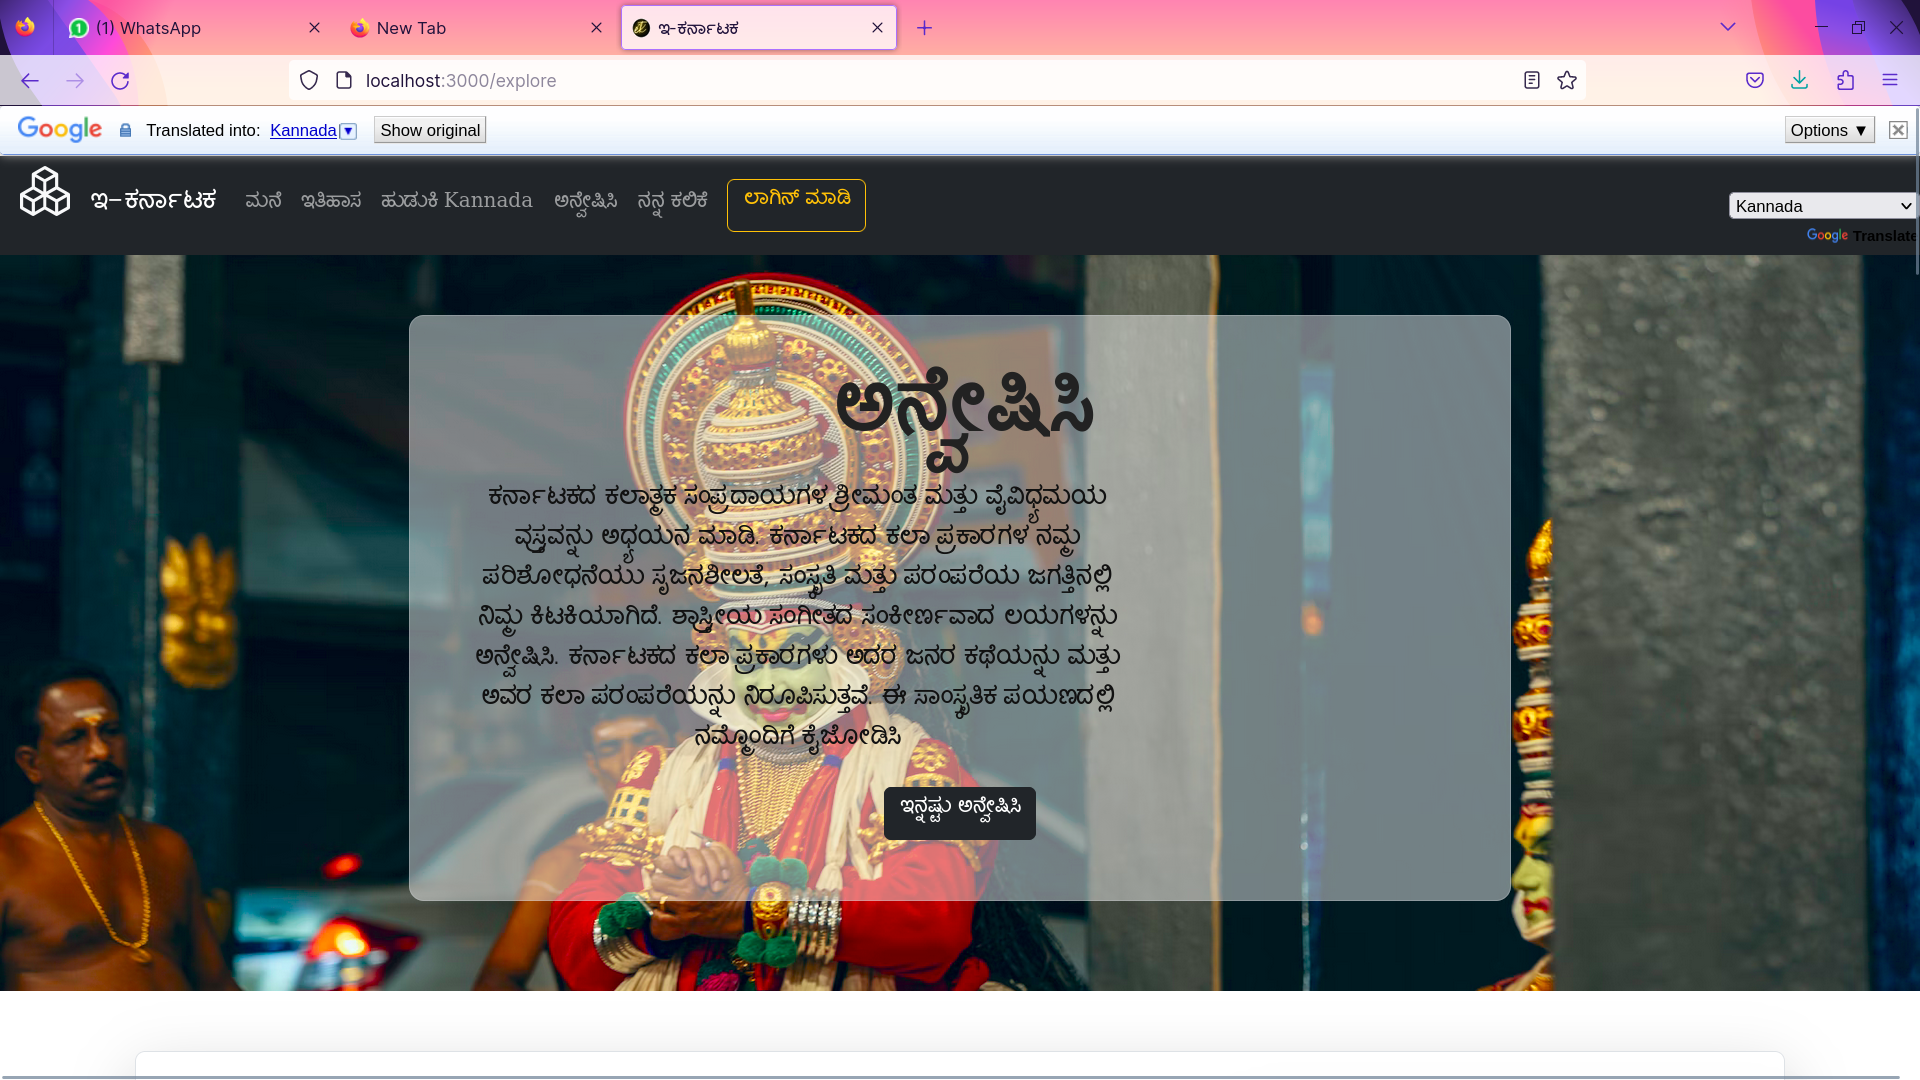 (1) WhatsApp
New Tab
ಇ-ಕರ್ನಾಟಕ
localhost:3000/explore
Google Translated into: Kannada ▼ Show original Options ▼
ಇ-ಕರ್ನಾಟಕ ಮನೆ ಇತಿಹಾಸ ಹುಡುಕಿ Kannada ಅನ್ವೇಷಿಸಿ ನನ್ನ ಕಲಿಕೆ ಲಾಗಿನ್ ಮಾಡಿ Kannada
Google Translate
ಅನ್ವೇಷಿಸಿ
ಕರ್ನಾಟಕದ ಕಲಾತ್ಮಕ ಸಂಪ್ರದಾಯಗಳ ಶ್ರೀಮಂತ ಮತ್ತು ವೈವಿಧ್ಯಮಯ
ವಸ್ತ್ರವನ್ನು ಅಧ್ಯಯನ ಮಾಡಿ. ಕರ್ನಾಟಕದ ಕಲಾ ಪ್ರಕಾರಗಳ ನಮ್ಮ
ಪರಿಶೋಧನೆಯು ಸೃಜನಶೀಲತೆ, ಸಂಸ್ಕೃತಿ ಮತ್ತು ಪರಂಪರೆಯ ಜಗತ್ತಿನಲ್ಲಿ
ನಿಮ್ಮ ಕಿಟಕಿಯಾಗಿದೆ. ಶಾಸ್ತ್ರೀಯ ಸಂಗೀತದ ಸಂಕೀರ್ಣವಾದ ಲಯಗಳನ್ನು
ಅನ್ವೇಷಿಸಿ. ಕರ್ನಾಟಕದ ಕಲಾ ಪ್ರಕಾರಗಳು ಅದರ ಜನರ ಕಥೆಯನ್ನು ಮತ್ತು
ಅವರ ಕಲಾ ಪರಂಪರೆಯನ್ನು ನಿರೂಪಿಸುತ್ತವೆ. ಈ ಸಾಂಸ್ಕೃತಿಕ ಪಯಣದಲ್ಲಿ
ನಮ್ಮೊಂದಿಗೆ ಕೈಜೋಡಿಸಿ
ಇನ್ನಷ್ಟು ಅನ್ವೇಷಿಸಿ